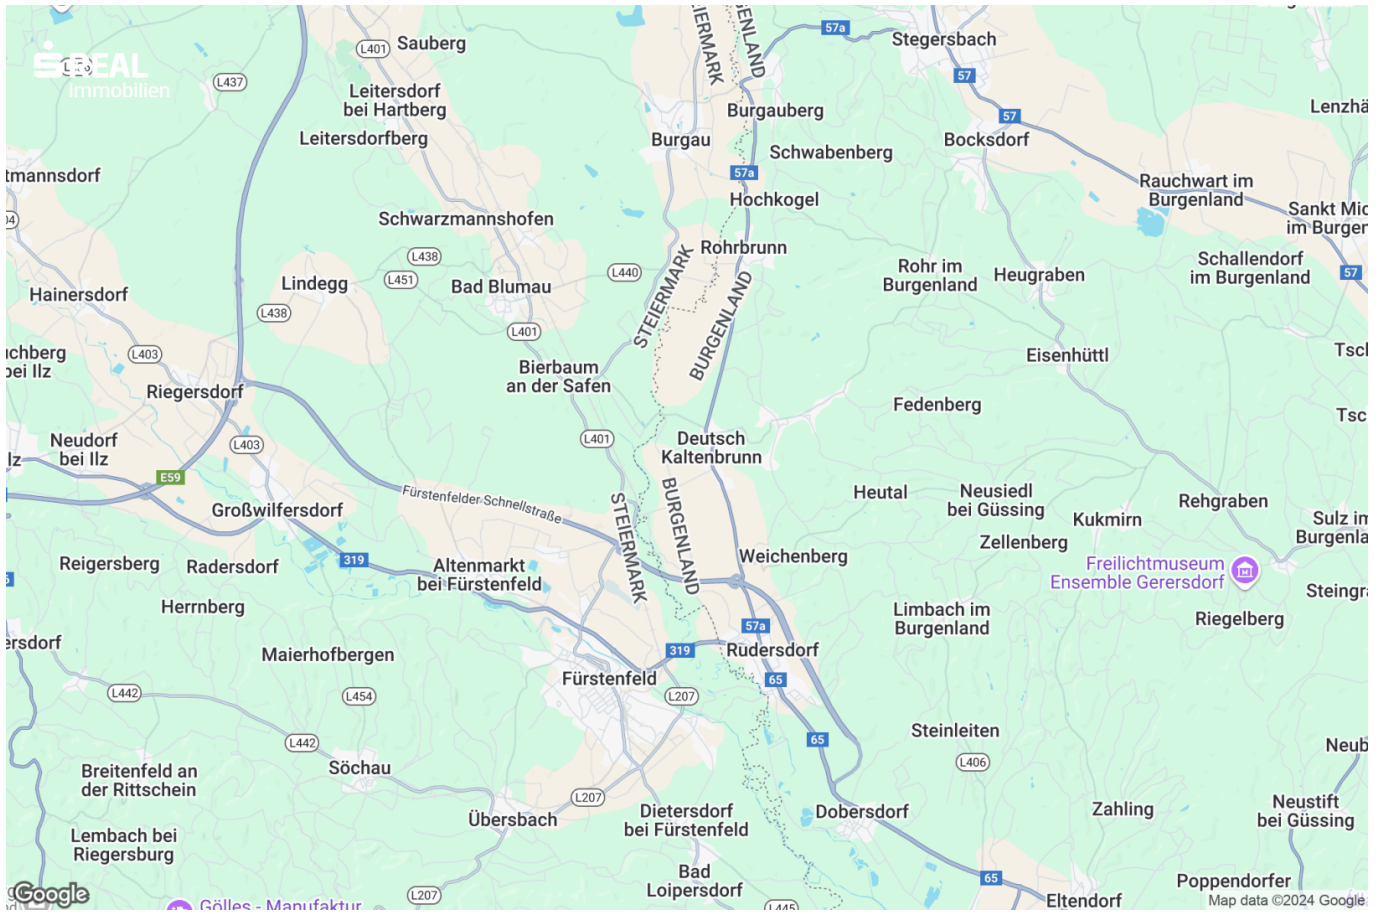 Sauberg
L401
57a
Stegersbach
STEIERMARK
BURGENLAND
57
REAL
Immobilien
L437
Leitersdorf
bei Hartberg
Leitersdorfberg
Burgauberg
57
Burgau
Schwabenberg
Bocksdorf
57a
Hochkogel
Rauchwart im
Burgenland
Schwarzmannshofen
Rohrbrunn
L438
L451
L440
Lindegg
Bad Blumau
Rohr im
Burgenland
Heugraben
Schallendorf
im Burgenland
57
Hainersdorf
L438
L401
STEIERMARK
BURGENLAND
L403
Eisenhüttl
Bierbaum
an der Safen
Riegersdorf
Fedenberg
Neudorf
bei Ilz
L403
L401
Deutsch
Kaltenbrunn
E59
Fürstenfelder Schnellstraße
STEIERMARK
BURGENLAND
Heutal
Neusiedl
bei Güssing
Rehgraben
Großwilfersdorf
Kukmirn
Zellenberg
319
Reigersberg
Radersdorf
Altenmarkt
bei Fürstenfeld
Weichenberg
Freilichtmuseum
Ensemble Gerersdorf
Herrnberg
Limbach im
Burgenland
Riegelberg
57a
319
Rudersdorf
Maierhofbergen
Fürstenfeld
65
L442
L454
L207
Steinleiten
65
L442
L406
Söchau
Breitenfeld an
der Rittschein
L207
Übersbach
Dietersdorf
bei Fürstenfeld
Dobersdorf
Zahling
Neustift
bei Güssing
Lembach bei
Riegersburg
Bad
Loipersdorf
65
Poppendorfer
Google
L207
Gölles - Manufaktur
L445
Eltendorf
Map data ©2024 Google